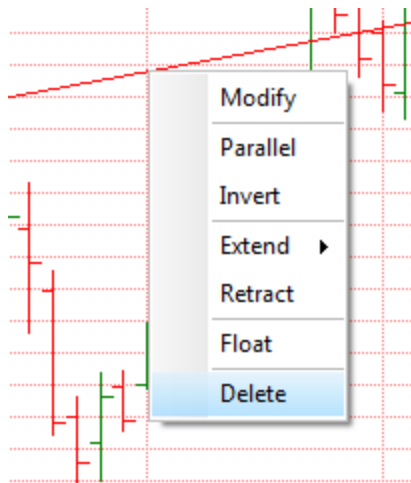 Modify
Parallel
Invert
Extend
Retract
Float
Delete